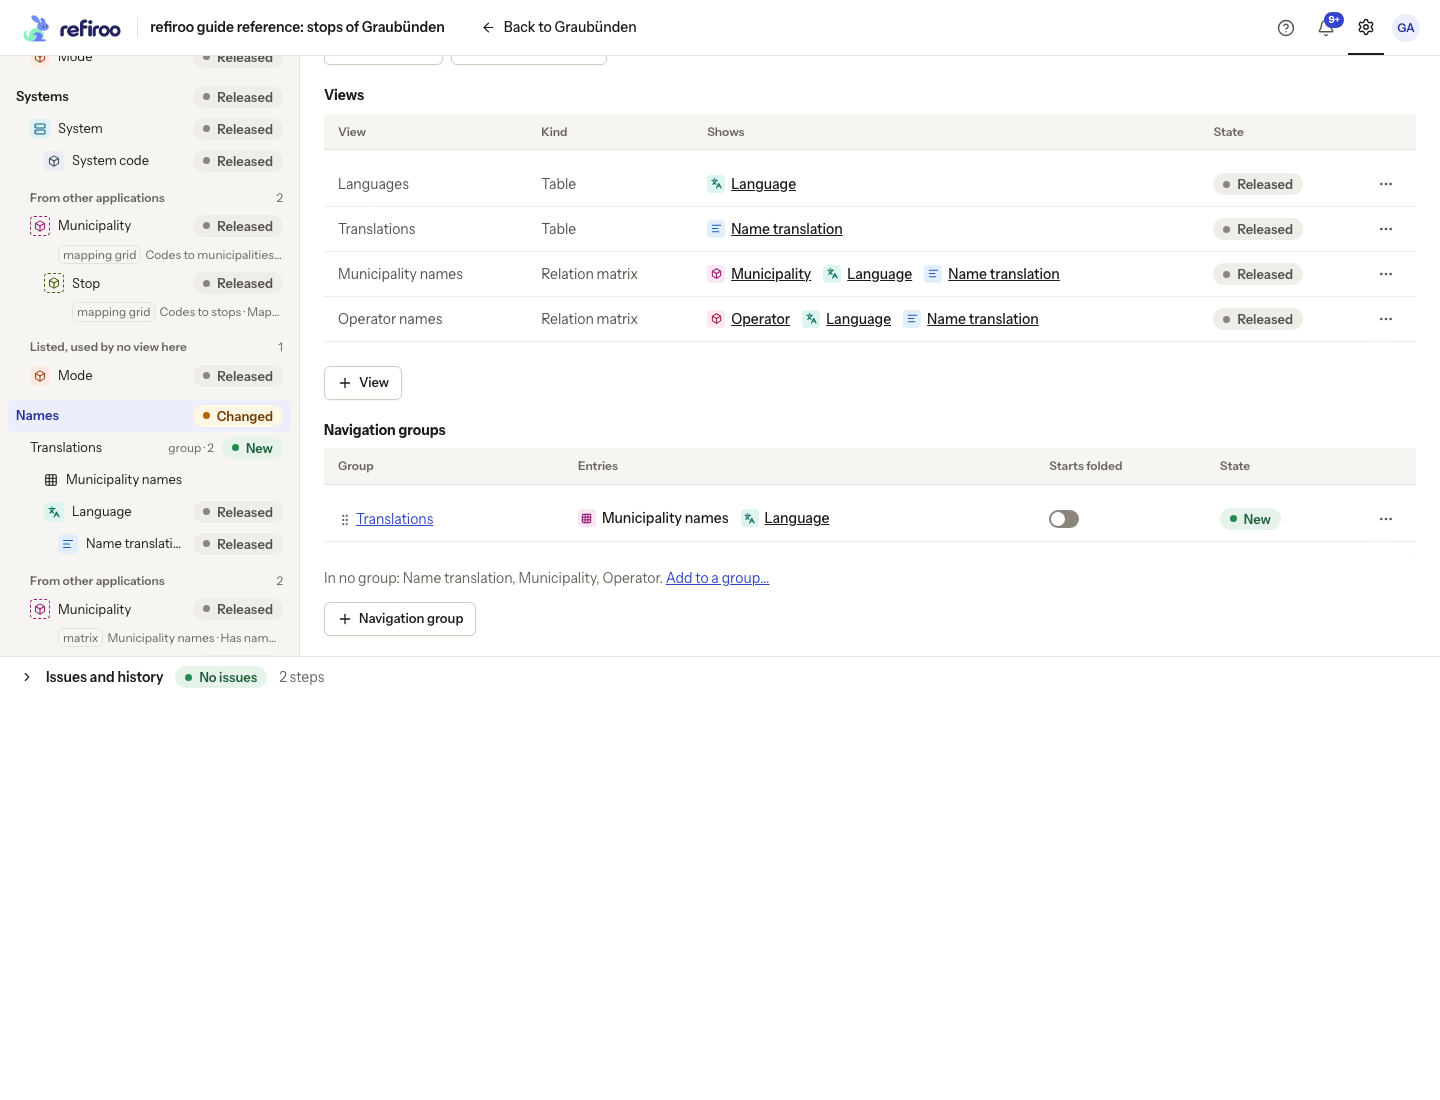 refiroo
refiroo guide reference: stops of Graubünden
Back to Graubünden
9+
GA
Mode
Released
Systems
Released
System
Released
System code
Released
From other applications
2
Municipality
Released
mapping grid
Codes to municipalities...
Stop
Released
mapping grid
Codes to stops · Map...
Listed, used by no view here
1
Mode
Released
Names
Changed
Translations
group · 2
New
Municipality names
Language
Released
Name translati...
Released
From other applications
2
Municipality
Released
matrix
Municipality names · Has nam...
Views
View
Kind
Shows
State
Languages
Table
Language
Released
Translations
Table
Name translation
Released
Municipality names
Relation matrix
Municipality
Language
Name translation
Released
Operator names
Relation matrix
Operator
Language
Name translation
Released
View
Navigation groups
Group
Entries
Starts folded
State
Translations
Municipality names
Language
New
In no group: Name translation, Municipality, Operator. Add to a group...
Navigation group
Issues and history
No issues
2 steps